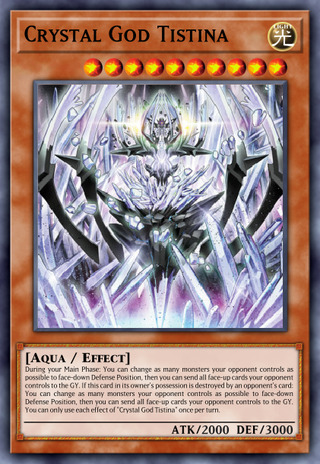 Crystal God Tistina
LIGHT
光
[Aqua / Effect]
During your Main Phase: You can change as many monsters your opponent controls as
possible to face-down Defense Position, then you can send all face-up cards your opponent
controls to the GY. If this card in its owner's possession is destroyed by an opponent's card:
You can change as many monsters your opponent controls as possible to face-down
Defense Position, then you can send all face-up cards your opponent controls to the GY.
You can only use each effect of "Crystal God Tistina" once per turn.
ATK/2000 DEF/3000